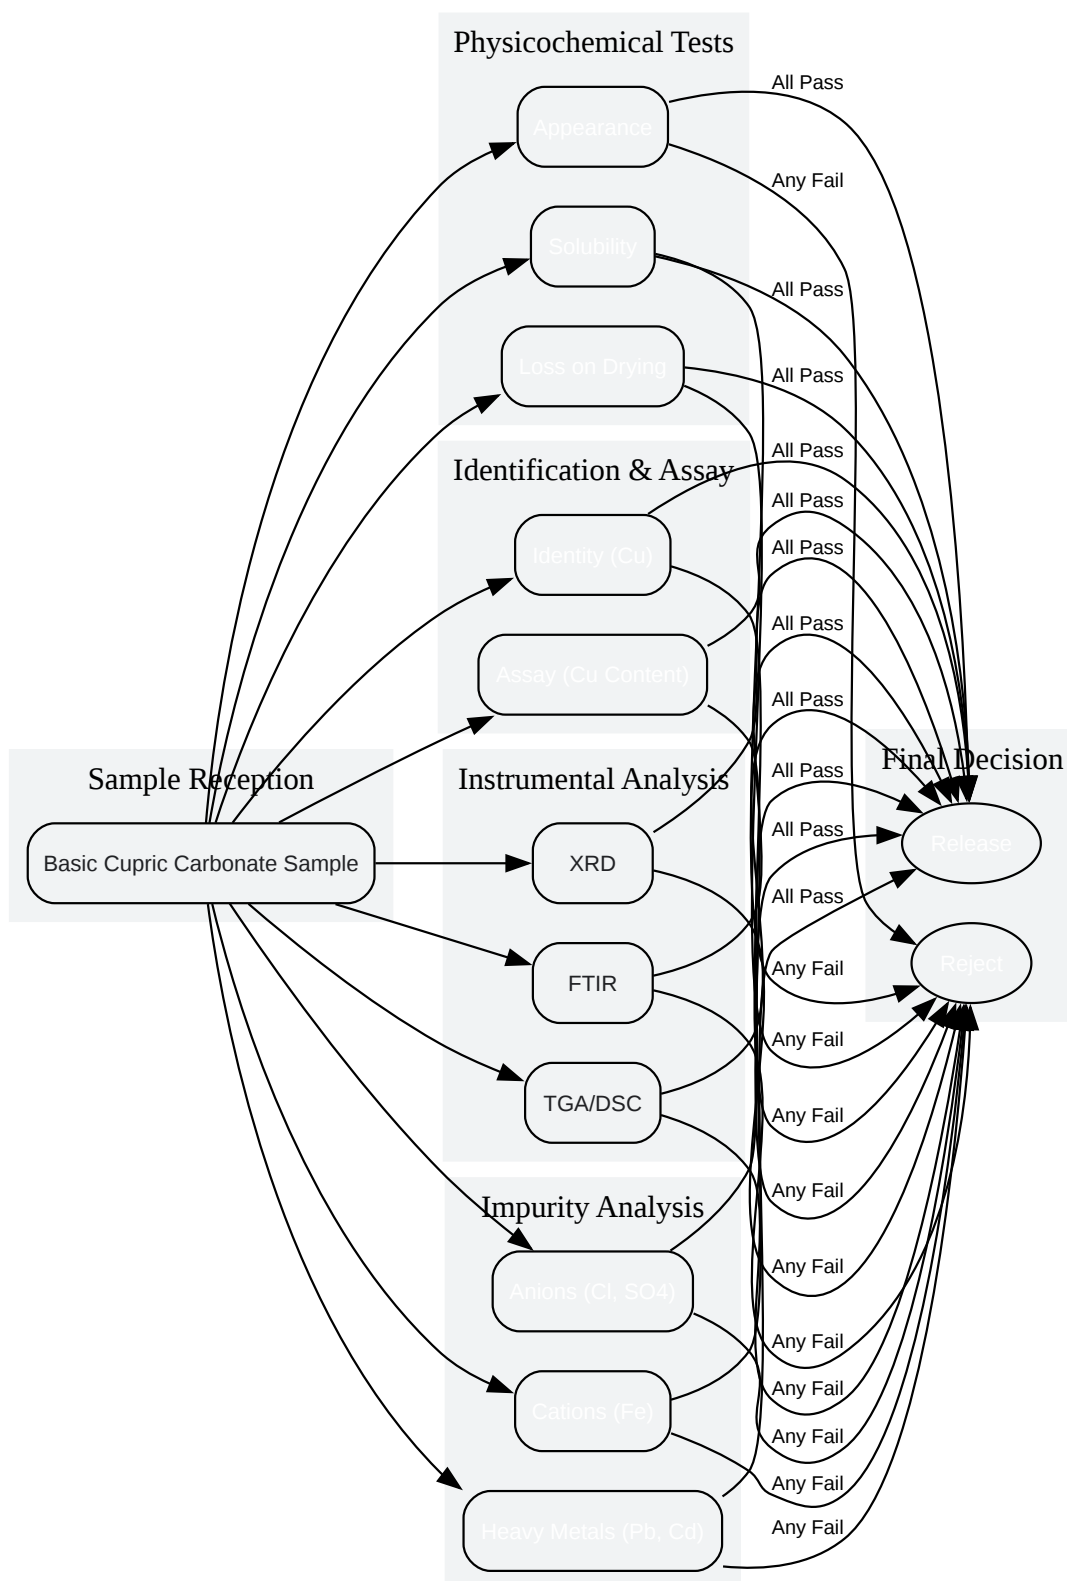 Physicochemical Tests
Appearance
Solubility
Loss on Drying
Identification & Assay
Identity (Cu)
Assay (Cu Content)
Sample Reception
Basic Cupric Carbonate Sample
Instrumental Analysis
XRD
FTIR
TGA/DSC
Impurity Analysis
Anions (Cl, SO4)
Cations (Fe)
Heavy Metals (Pb, Cd)
All Pass
Any Fail
All Pass
All Pass
All Pass
All Pass
All Pass
All Pass
All Pass
All Pass
All Pass
All Pass
Any Fail
Any Fail
Any Fail
Any Fail
Any Fail
Any Fail
Any Fail
Any Fail
Any Fail
Any Fail
Final Decision
Release
Reject